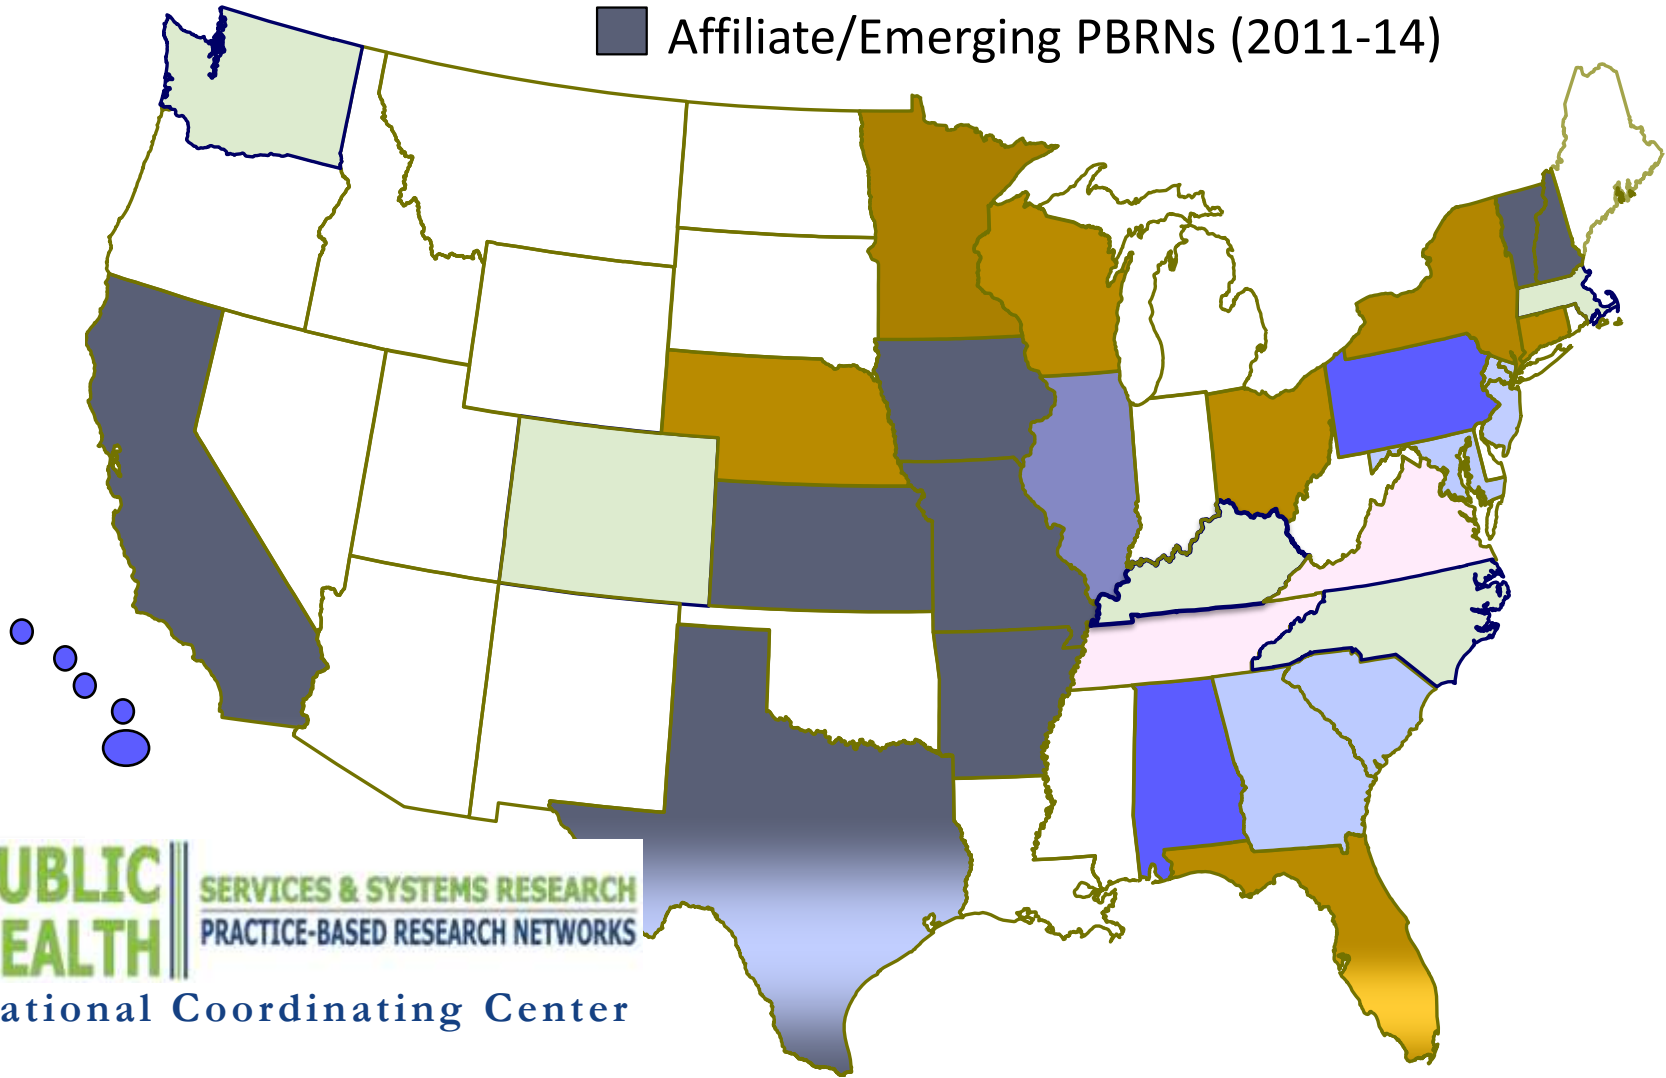 Affiliate/Emerging PBRNs (2011-14)
UBLIC
EALTH
SERVICES & SYSTEMS RESEARCH
PRACTICE-BASED RESEARCH NETWORKS
ational Coordinating Center